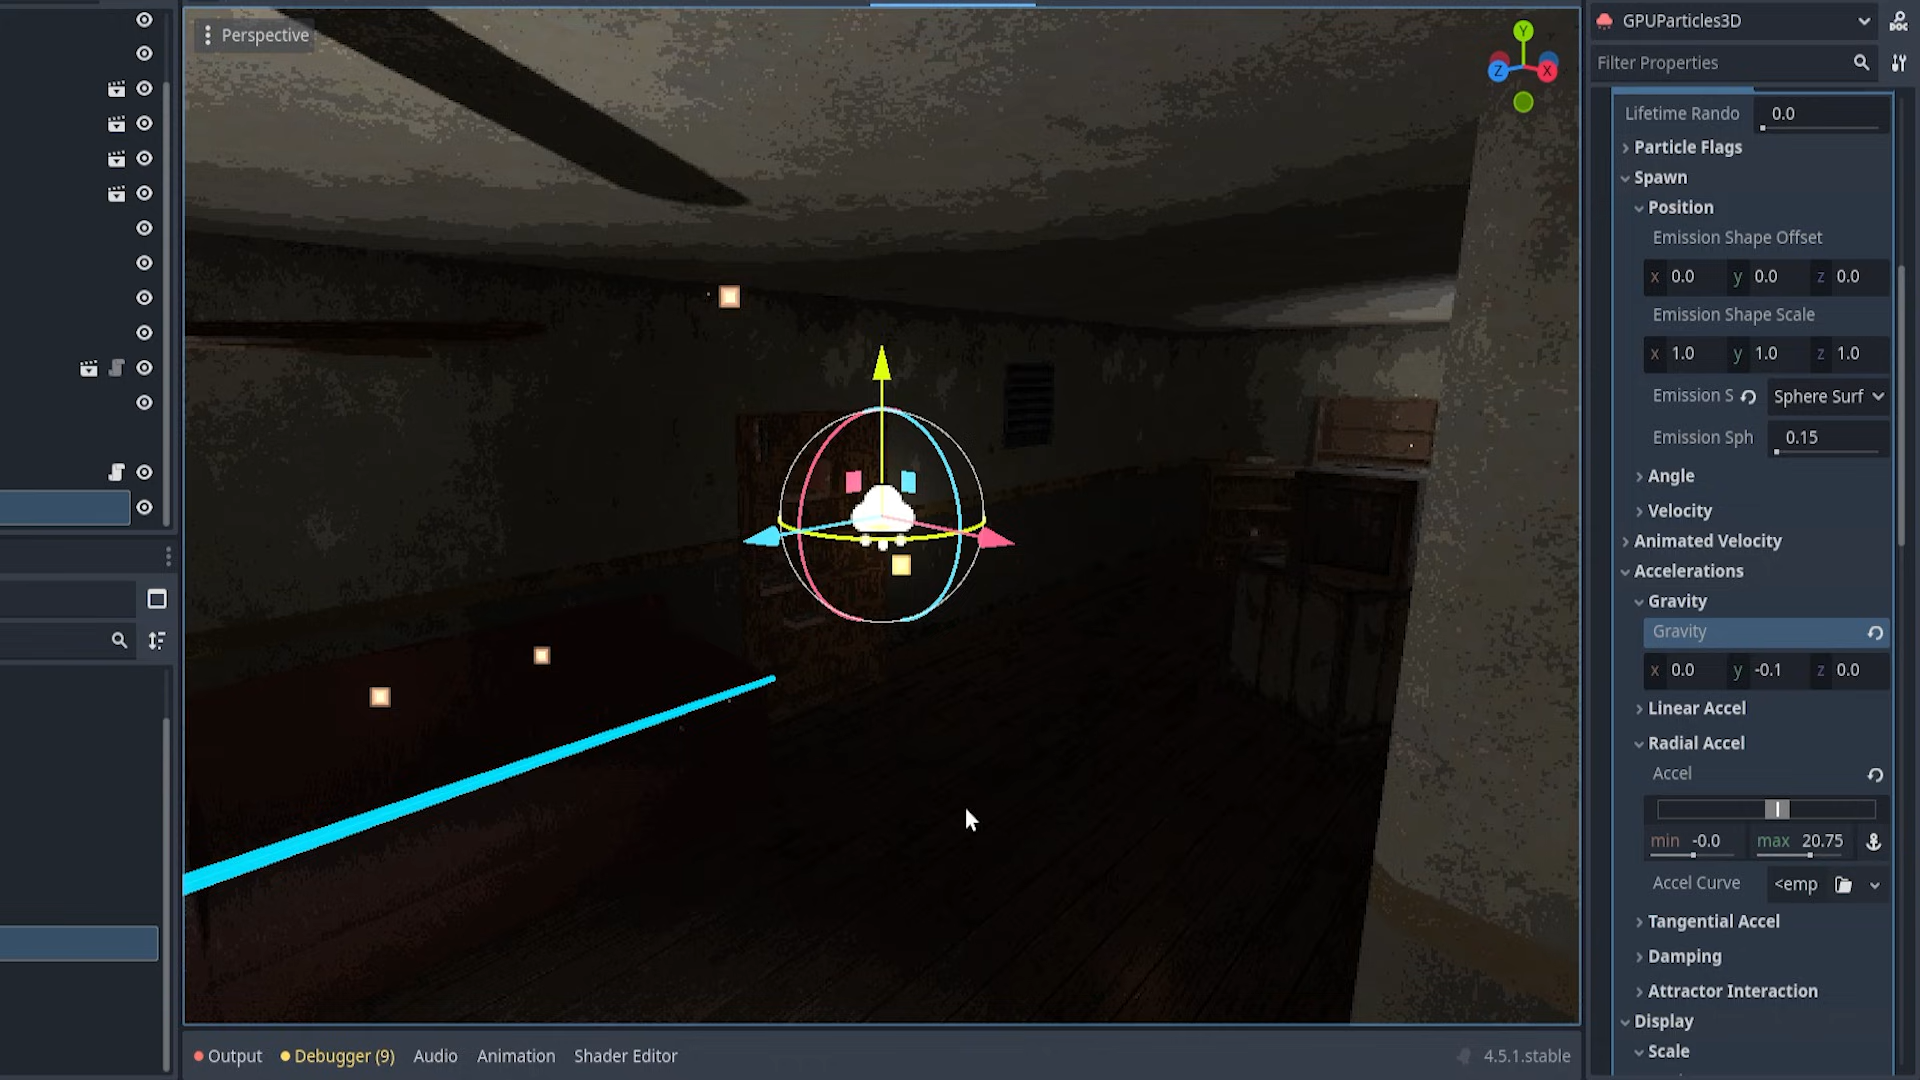 Perspective
Y
Z
X
GPUParticles3D
DOC
Filter Properties
Lifetime Rando 0.0
Particle Flags
Spawn
Position
Emission Shape Offset
x 0.0 y 0.0 z 0.0
Emission Shape Scale
x 1.0 y 1.0 z 1.0
Emission S Sphere Surf
Emission Sph 0.15
Angle
Velocity
Animated Velocity
Accelerations
Gravity
Gravity
x 0.0 y -0.1 z 0.0
Linear Accel
Radial Accel
Accel
min -0.0 max 20.75
Accel Curve <emp
Tangential Accel
Damping
Attractor Interaction
Display
Scale
Output Debugger (9) Audio Animation Shader Editor 4.5.1.stable